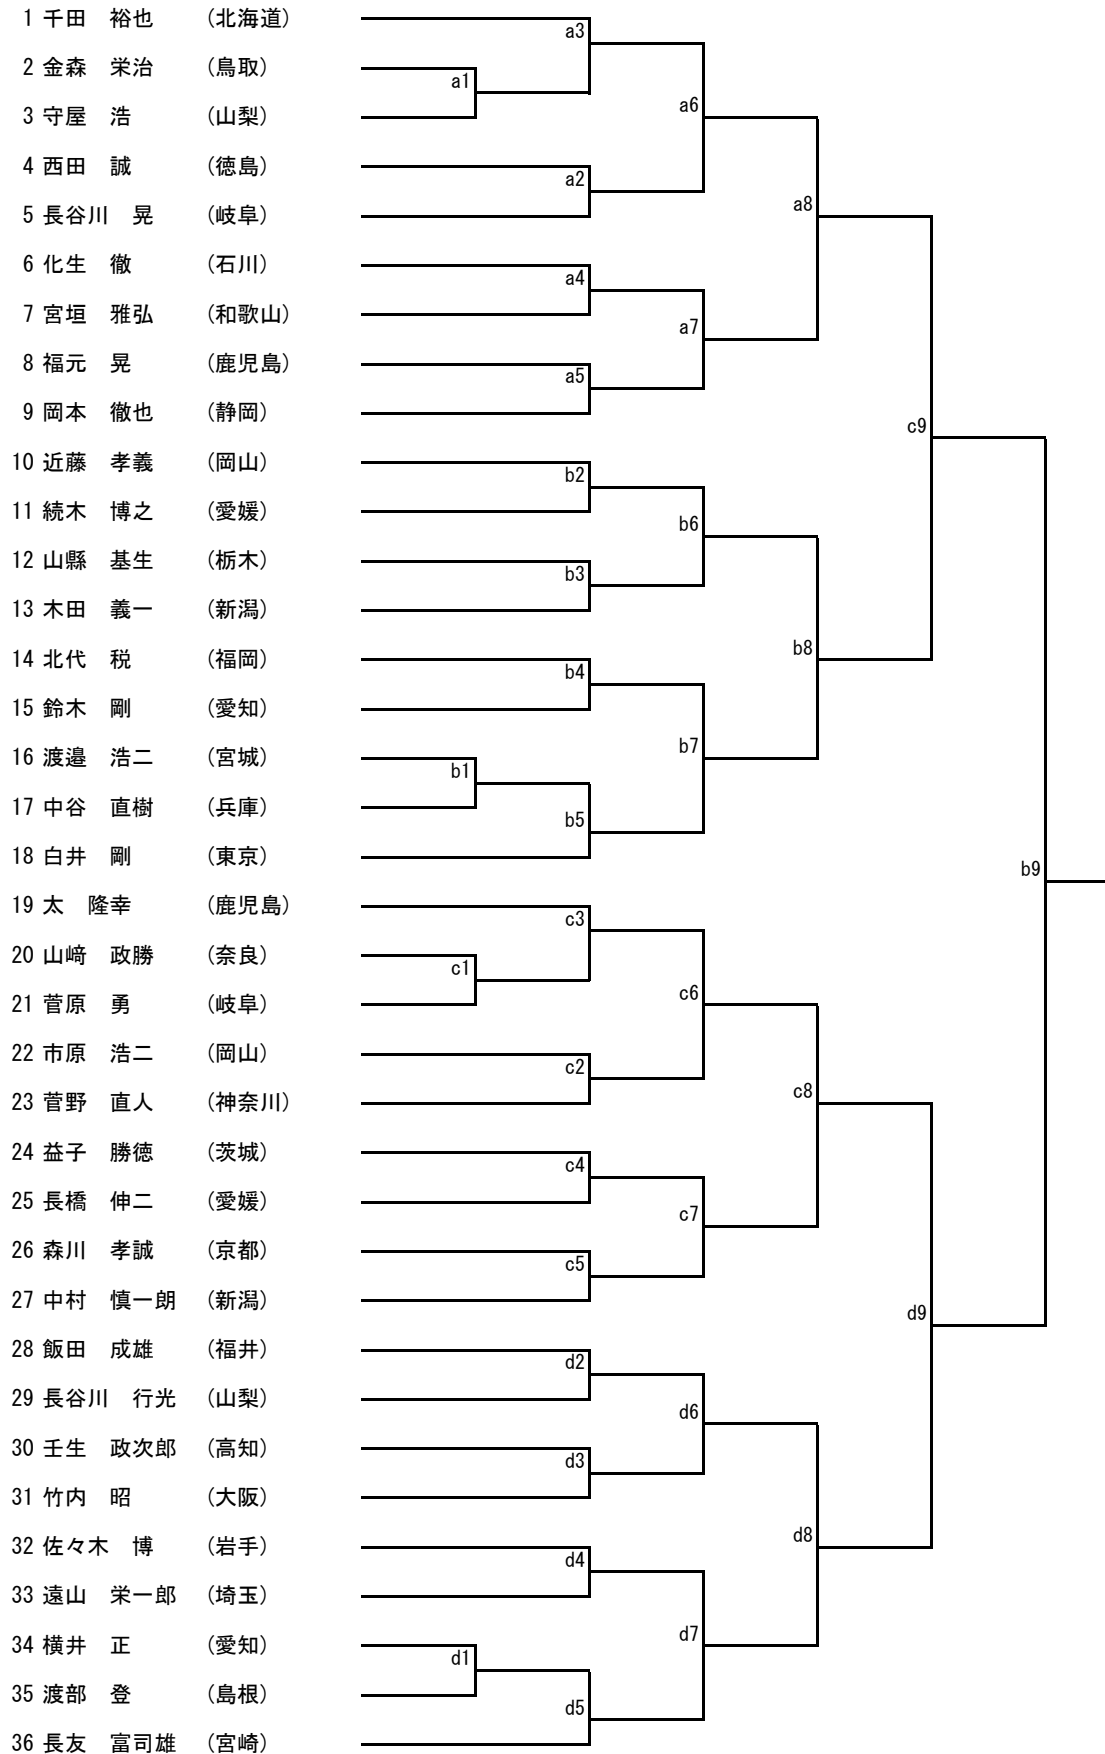 1 千田　裕也　（北海道）
a3
2 金森　栄治　（鳥取）
a1
a6
3 守屋　浩　（山梨）
4 西田　誠　（徳島）
a2
a8
5 長谷川　晃　（岐阜）
6 化生　徹　（石川）
a4
7 宮垣　雅弘　（和歌山）
a7
8 福元　晃　（鹿児島）
a5
9 岡本　徹也　（静岡）
c9
10 近藤　孝義　（岡山）
b2
11 続木　博之　（愛媛）
b6
12 山縣　基生　（栃木）
b3
13 木田　義一　（新潟）
b8
14 北代　税　（福岡）
b4
15 鈴木　剛　（愛知）
b7
16 渡邉　浩二　（宮城）
b1
17 中谷　直樹　（兵庫）
b5
18 白井　剛　（東京）
b9
19 太　隆幸　（鹿児島）
c3
20 山﨑　政勝　（奈良）
c1
c6
21 菅原　勇　（岐阜）
22 市原　浩二　（岡山）
c2
c8
23 菅野　直人　（神奈川）
24 益子　勝徳　（茨城）
c4
25 長橋　伸二　（愛媛）
c7
26 森川　孝誠　（京都）
c5
27 中村　慎一朗　（新潟）
d9
28 飯田　成雄　（福井）
d2
29 長谷川　行光　（山梨）
d6
30 壬生　政次郎　（高知）
d3
31 竹内　昭　（大阪）
d8
32 佐々木　博　（岩手）
d4
33 遠山　栄一郎　（埼玉）
d7
34 横井　正　（愛知）
d1
35 渡部　登　（島根）
d5
36 長友　富司雄　（宮崎）